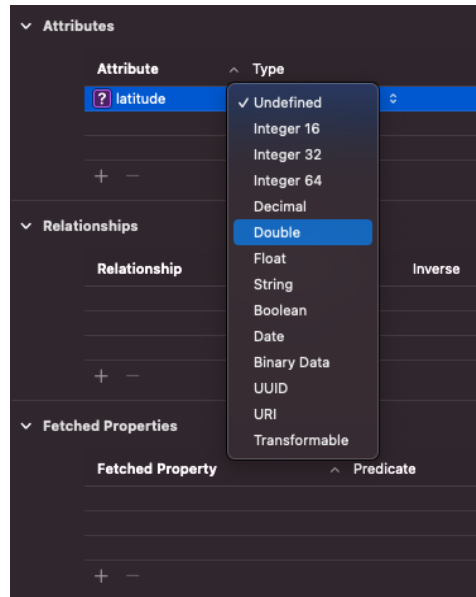 Attributes
Attribute Type
? latitude
✓ Undefined
Integer 16
Integer 32
Integer 64
Decimal
Double
Float
String
Boolean
Date
Binary Data
UUID
URI
Transformable
+ −
Relationships
Relationship Inverse
+ −
Fetched Properties
Fetched Property Predicate
+ −